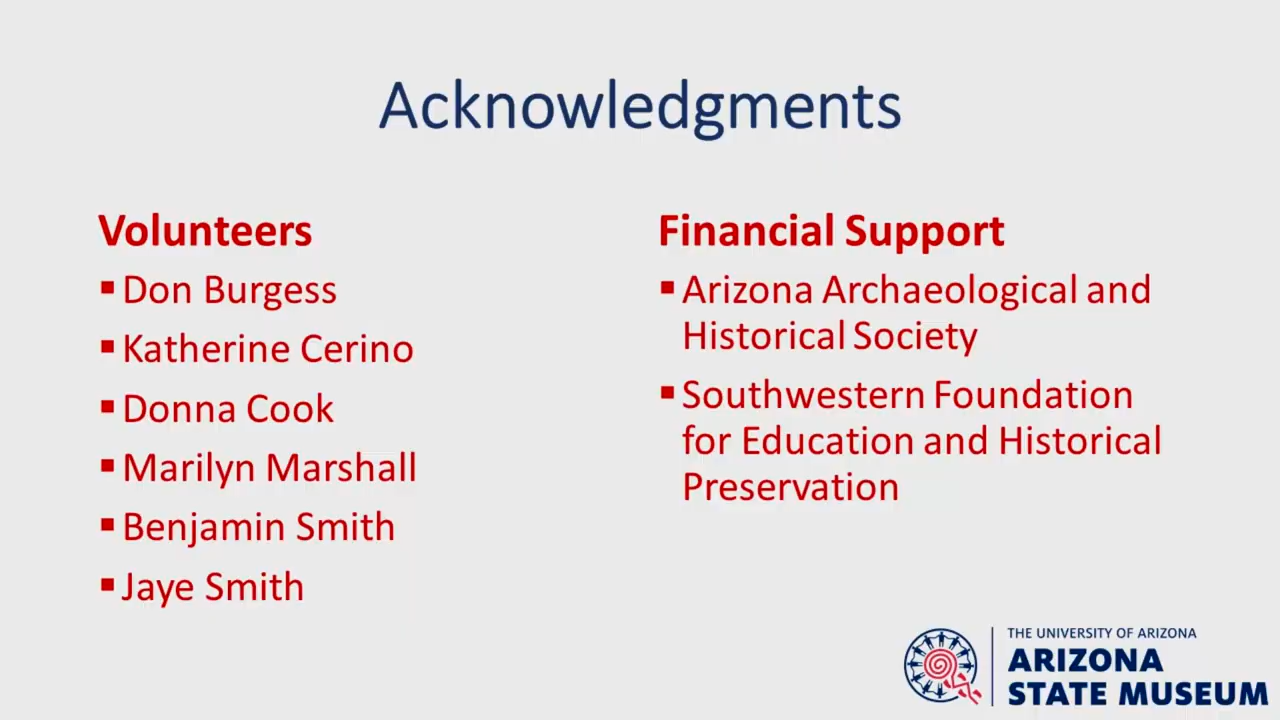 Acknowledgments
Volunteers
▪Don Burgess
▪Katherine Cerino
▪Donna Cook
▪Marilyn Marshall
▪Benjamin Smith
▪Jaye Smith
Financial Support
▪Arizona Archaeological and
Historical Society
▪Southwestern Foundation
for Education and Historical
Preservation
THE UNIVERSITY OF ARIZONA
ARIZONA
STATE MUSEUM